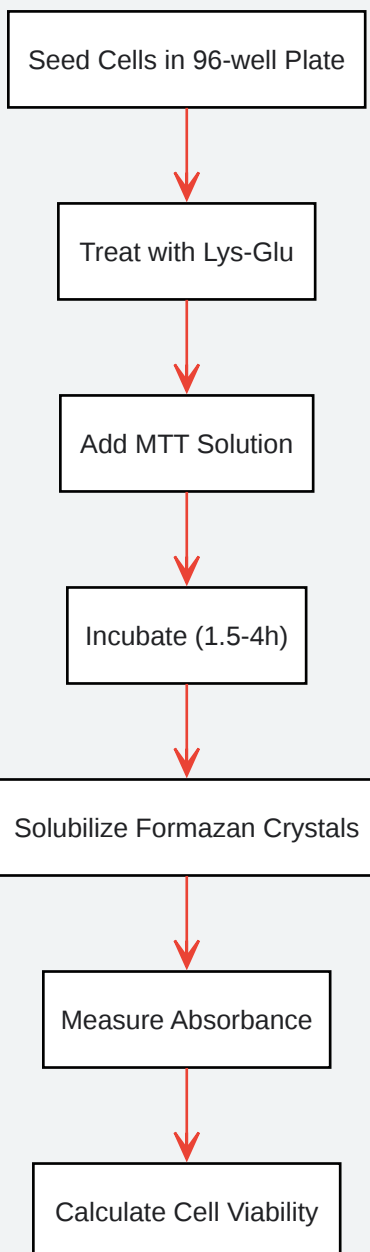 Seed Cells in 96-well Plate
Treat with Lys-Glu
Add MTT Solution
Incubate (1.5-4h)
Solubilize Formazan Crystals
Measure Absorbance
Calculate Cell Viability